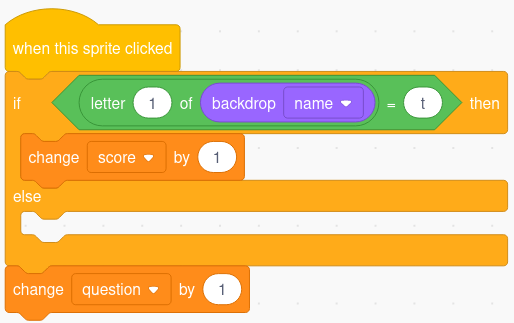 when this sprite clicked
if letter 1 of backdrop name = t then
change score by 1
else
change question by 1